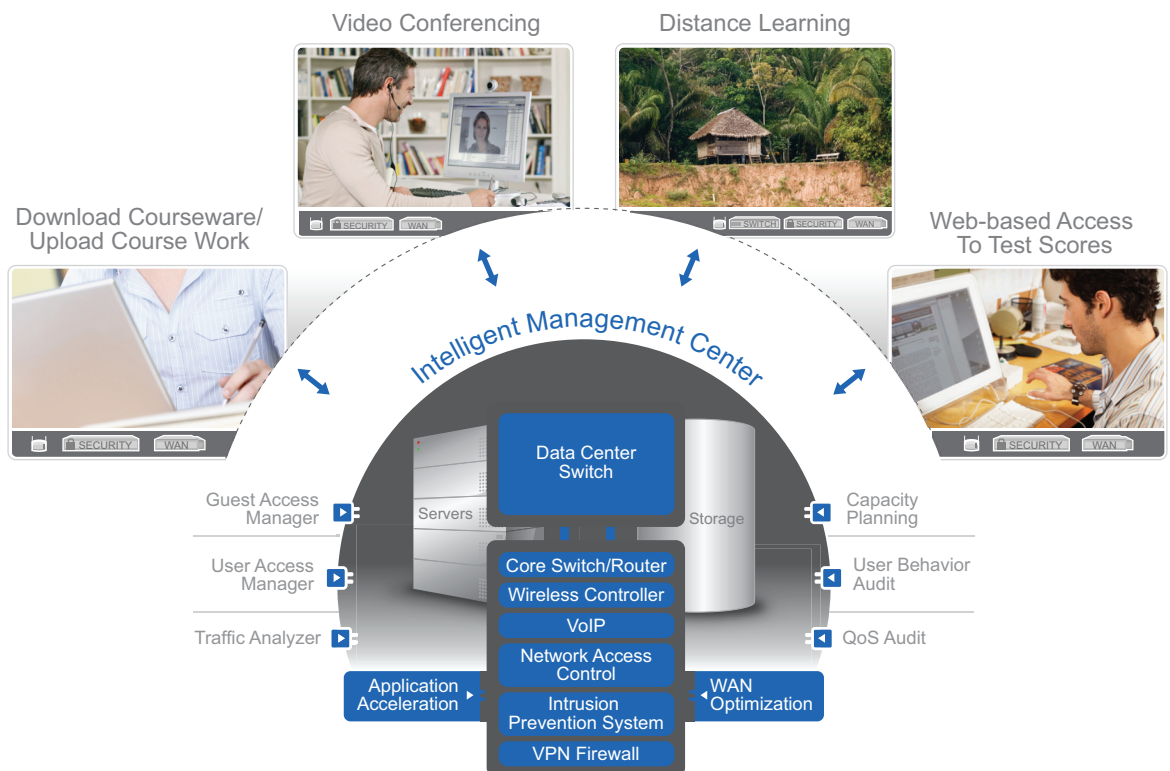 Video Conferencing
Distance Learning
Download Courseware/
Upload Course Work
Web-based Access
To Test Scores
SECURITY
WAN
SWITCH
SECURITY
WAN
SECURITY
WAN
SECURITY
WAN
Intelligent Management Center
Data Center
Switch
Servers
Storage
Guest Access
Manager
User Access
Manager
Traffic Analyzer
Capacity
Planning
User Behavior
Audit
QoS Audit
Core Switch/Router
Wireless Controller
VoIP
Network Access
Control
Intrusion
Prevention System
VPN Firewall
Application
Acceleration
WAN
Optimization